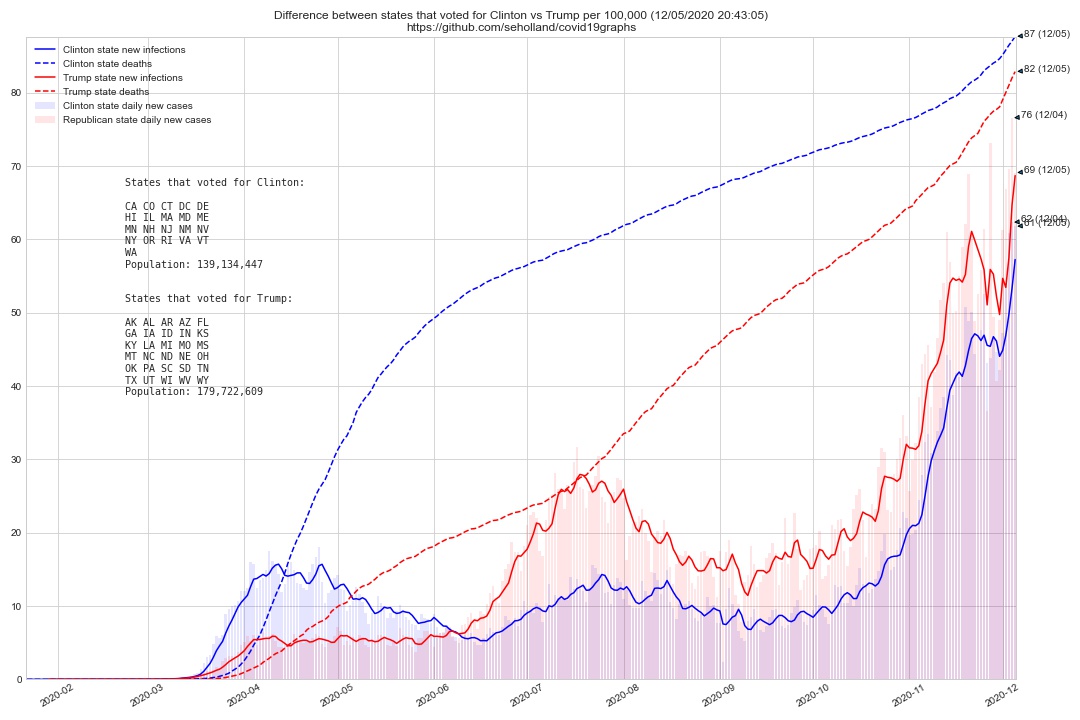 Difference between states that voted for Clinton vs Trump per 100,000 (12/05/2020 20:43:05)
https://github.com/seholland/covid19graphs
Clinton state new infections
Clinton state deaths
Trump state new infections
Trump state deaths
Clinton state daily new cases
Republican state daily new cases
States that voted for Clinton:
CA CO CT DC DE
HI IL MA MD ME
MN NH NJ NM NV
NY OR RI VA VT
WA
Population: 139,134,447
States that voted for Trump:
AK AL AR AZ FL
GA IA ID IN KS
KY LA MI MO MS
MT NC ND NE OH
OK PA SC SD TN
TX UT WI WV WY
Population: 179,722,609
87 (12/05)
82 (12/05)
76 (12/04)
69 (12/05)
62 (12/04)
61 (12/05)
80
70
60
50
40
30
20
10
0
2020-02
2020-03
2020-04
2020-05
2020-06
2020-07
2020-08
2020-09
2020-10
2020-11
2020-12